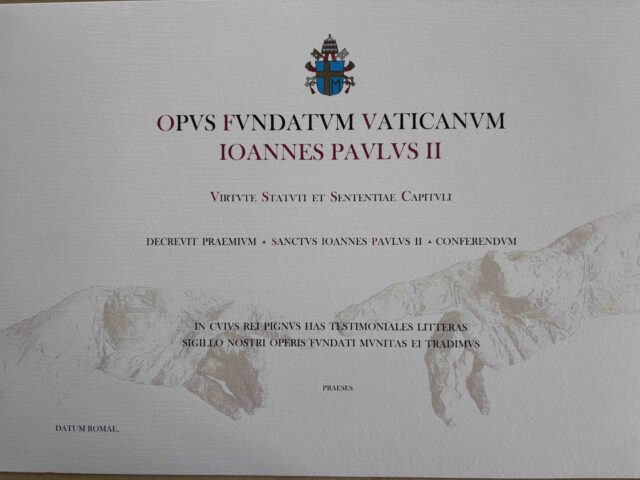 OPVS FVNDATVM VATICANVM
IOANNES PAVLVS II
VIRTVTE STATVTI ET SENTENTIAE CAPITVLI
DECREVIT PRAEMIVM ▴ SANCTVS IOANNES PAVLVS II ▴ CONFERENDVM
IN CVIVS REI PIGNVS HAS TESTIMONIALES LITTERAS
SIGILLO NOSTRI OPERIS FVNDATI MVNITAS EI TRADIMVS
PRAESES
DATUM ROMAE,